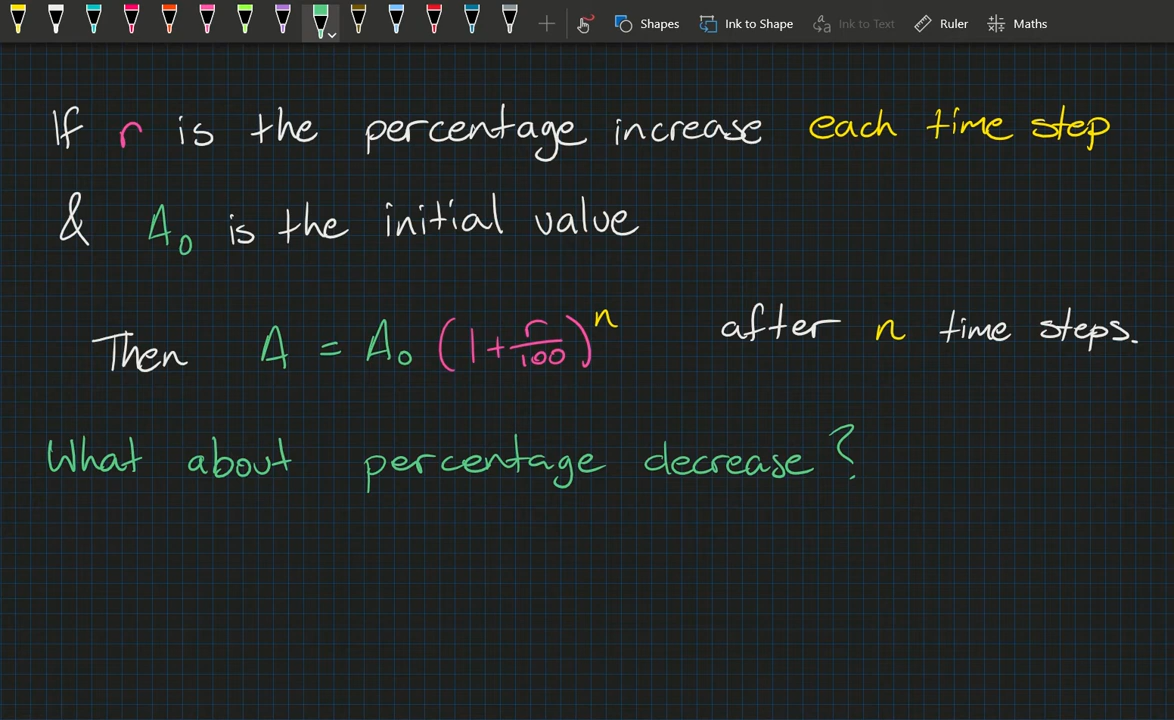 Shapes Ink to Shape Ink to Text Ruler Maths
If r is the percentage increase each time step
& A₀ is the initial value
Then A = A₀ (1+r/100)ⁿ after n time steps.
What about percentage decrease?